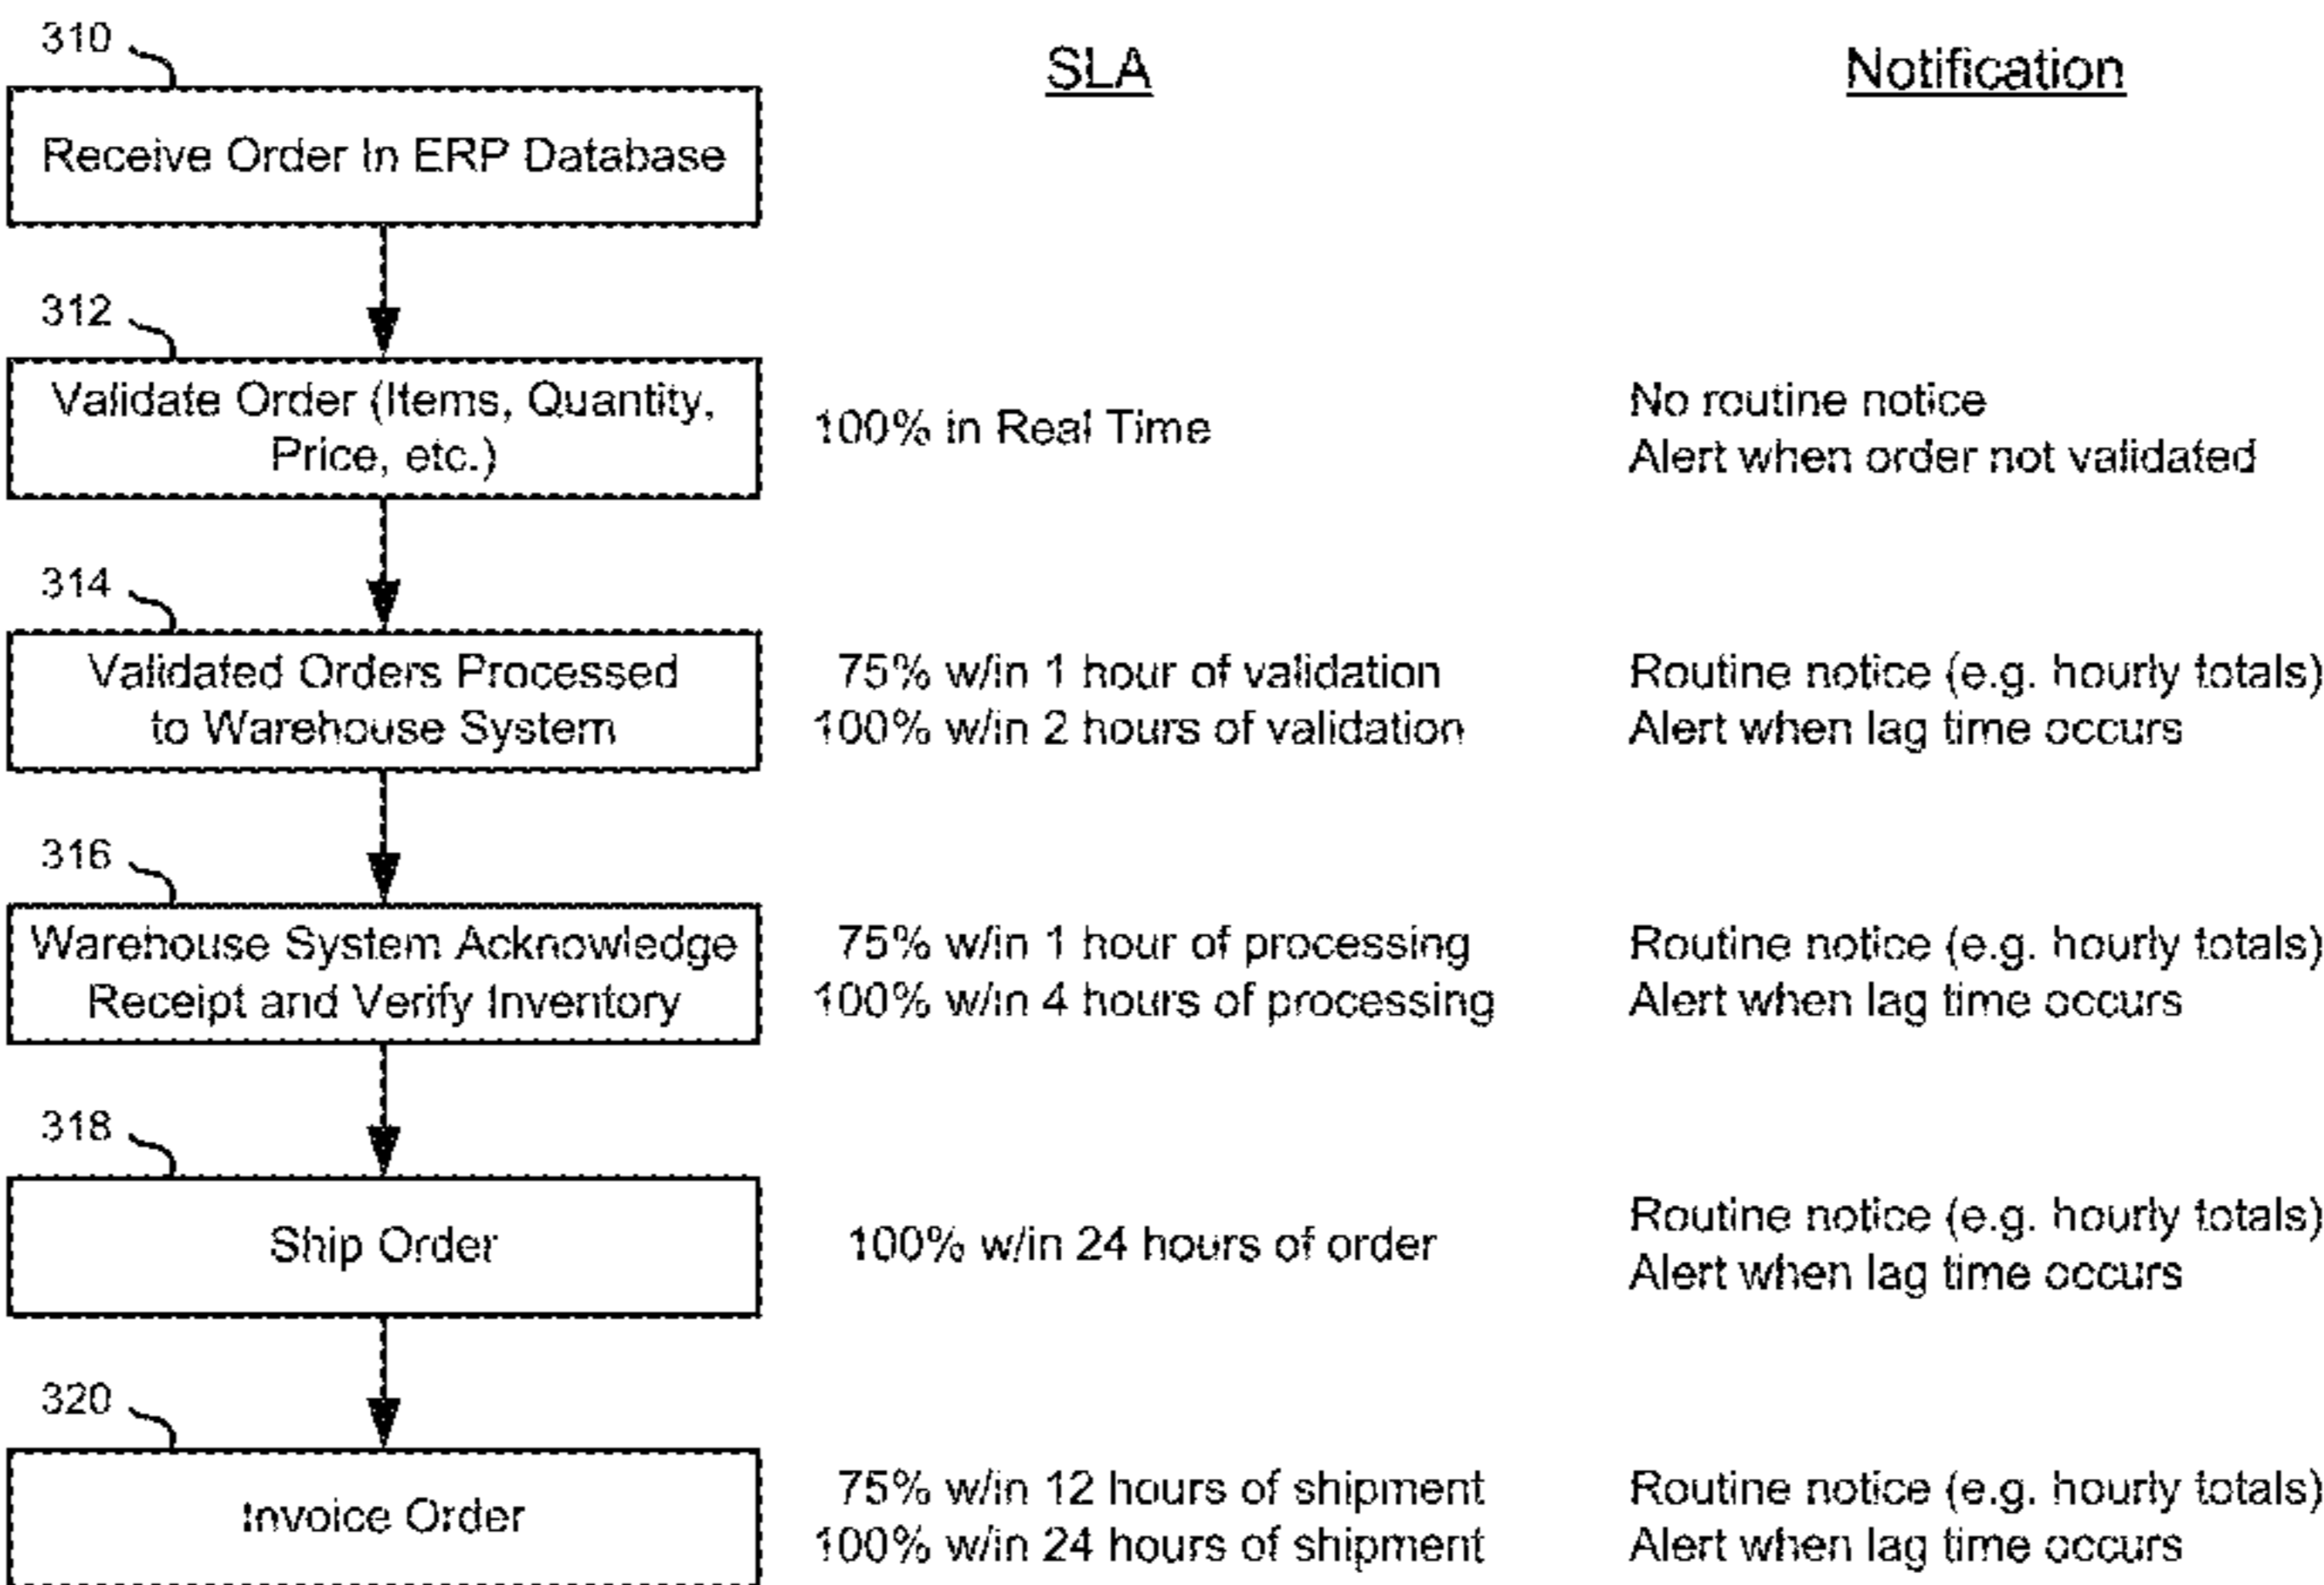 310
SLA
Notification
Receive Order In ERP Database
312
Validate Order (Items, Quantity,
Price, etc.)
100% in Real Time
No routine notice
Alert when order not validated
314
Validated Orders Processed
to Warehouse System
75% w/in 1 hour of validation
100% w/in 2 hours of validation
Routine notice (e.g. hourly totals)
Alert when lag time occurs
316
Warehouse System Acknowledge
Receipt and Verify Inventory
75% w/in 1 hour of processing
100% w/in 4 hours of processing
Routine notice (e.g. hourly totals)
Alert when lag time occurs
318
Ship Order
100% w/in 24 hours of order
Routine notice (e.g. hourly totals)
Alert when lag time occurs
320
Invoice Order
75% w/in 12 hours of shipment
100% w/in 24 hours of shipment
Routine notice (e.g. hourly totals)
Alert when lag time occurs